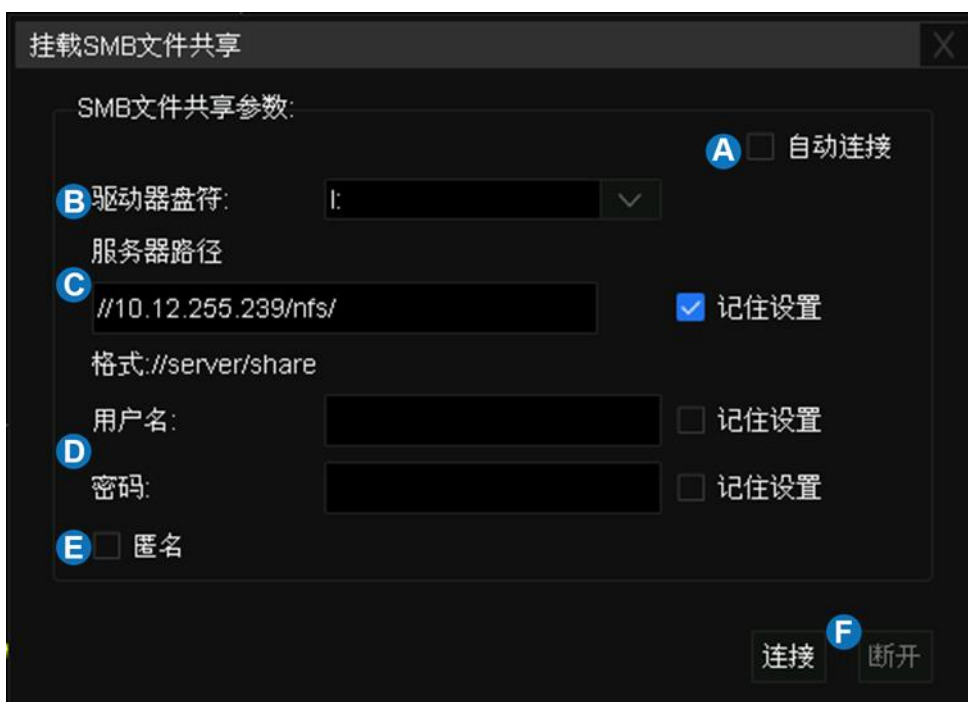 挂载SMB文件共享 X
SMB文件共享参数:
A 自动连接
B 驱动器盘符: I:
服务器路径
C
//10.12.255.239/nfs/ 记住设置
格式://server/share
用户名: 记住设置
D
密码: 记住设置
E 匿名
连接 F 断开